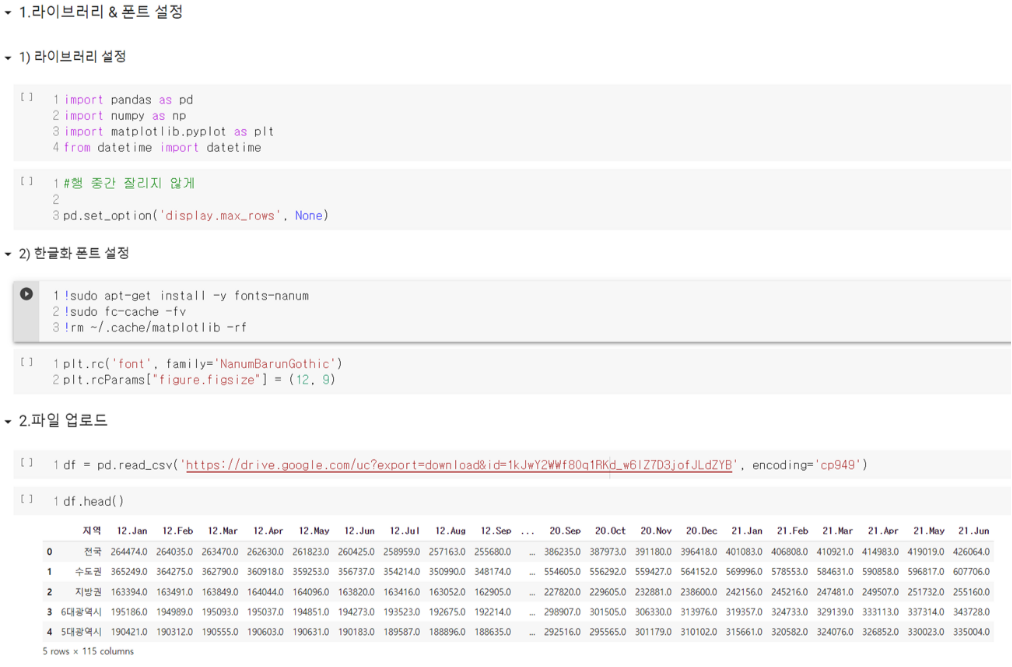 1.라이브러리 & 폰트 설정
1) 라이브러리 설정
[ ] 1 import pandas as pd
2 import numpy as np
3 import matplotlib.pyplot as plt
4 from datetime import datetime
[ ] 1 #행 중간 잘리지 않게
2
3 pd.set_option('display.max_rows', None)
2) 한글화 폰트 설정
1 !sudo apt-get install -y fonts-nanum
2 !sudo fc-cache -fv
3 !rm ~/.cache/matplotlib -rf
[ ] 1 plt.rc('font', family='NanumBarunGothic')
2 plt.rcParams["figure.figsize"] = (12, 9)
2.파일 업로드
[ ] 1 df = pd.read_csv('https://drive.google.com/uc?export=download&id=1kJwY2WWf80q1RKd_w6lZ7D3jofJLdZYB', encoding='cp949')
[ ] 1 df.head()
지역 12.Jan 12.Feb 12.Mar 12.Apr 12.May 12.Jun 12.Jul 12.Aug 12.Sep ... 20.Sep 20.Oct 20.Nov 20.Dec 21.Jan 21.Feb 21.Mar 21.Apr 21.May 21.Jun
0 전국 264474.0 264035.0 263470.0 262630.0 261823.0 260425.0 258959.0 257163.0 255680.0 ... 386235.0 387973.0 391180.0 396418.0 401083.0 406808.0 410921.0 414983.0 419019.0 426064.0
1 수도권 365249.0 364275.0 362790.0 360918.0 359253.0 356737.0 354214.0 350990.0 348174.0 ... 554605.0 556292.0 559427.0 564152.0 569996.0 578553.0 584631.0 590858.0 596817.0 607706.0
2 지방권 163394.0 163491.0 163849.0 164044.0 164096.0 163820.0 163416.0 163052.0 162905.0 ... 227820.0 229605.0 232881.0 238600.0 242156.0 245216.0 247481.0 249507.0 251732.0 255160.0
3 6대광역시 195186.0 194989.0 195093.0 195037.0 194851.0 194273.0 193523.0 192675.0 192214.0 ... 298907.0 301505.0 306330.0 313976.0 319357.0 324733.0 329139.0 333113.0 337314.0 343728.0
4 5대광역시 190421.0 190312.0 190555.0 190603.0 190631.0 190183.0 189587.0 188896.0 188635.0 ... 292516.0 295565.0 301179.0 310102.0 315661.0 320582.0 324076.0 326852.0 330023.0 335004.0
5 rows × 115 columns